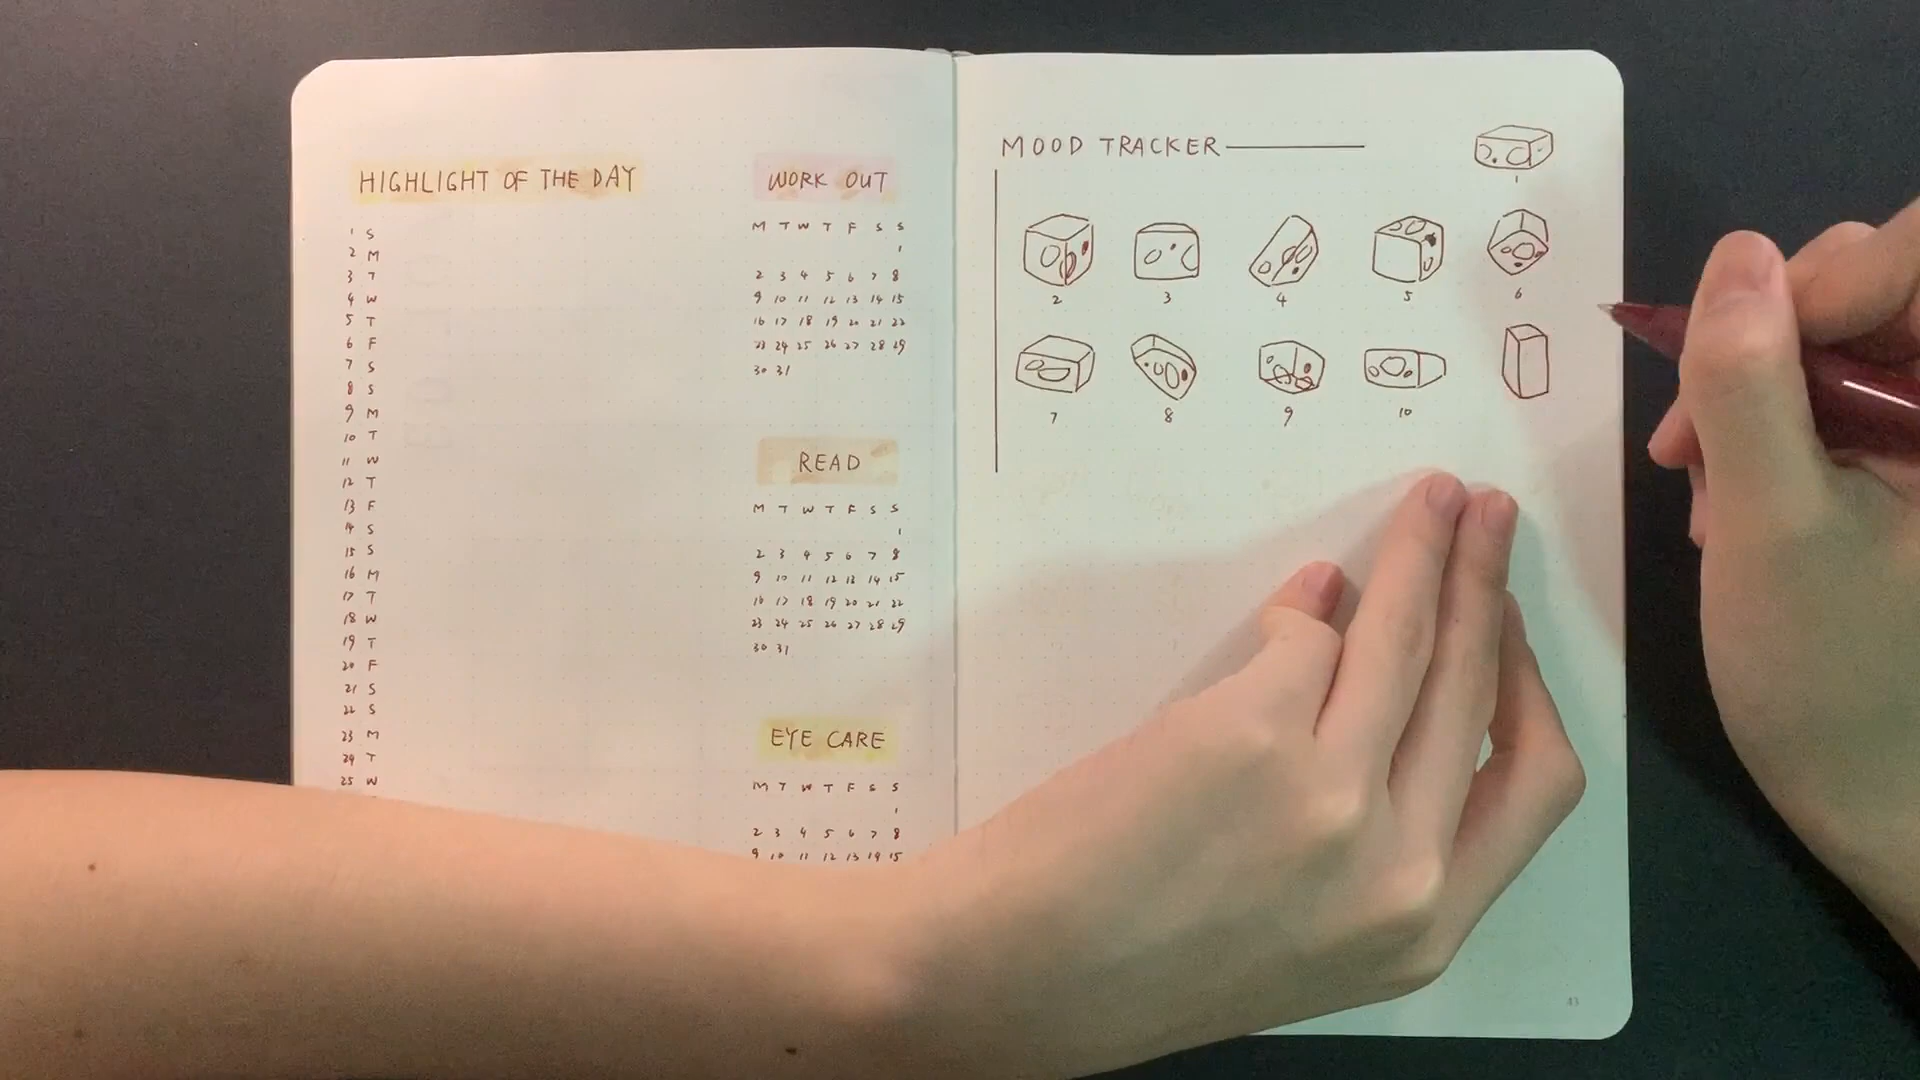 HIGHLIGHT OF THE DAY
1 S
2 M
3 T
4 W
5 T
6 F
7 S
8 S
9 M
10 T
11 W
12 T
13 F
14 S
15 S
16 M
17 T
18 W
19 T
20 F
21 S
22 S
23 M
24 T
25 W
WORK OUT
M T W T F S S
1
2 3 4 5 6 7 8
9 10 11 12 13 14 15
16 17 18 19 20 21 22
23 24 25 26 27 28 29
30 31
READ
M T W T F S S
1
2 3 4 5 6 7 8
9 10 11 12 13 14 15
16 17 18 19 20 21 22
23 24 25 26 27 28 29
30 31
EYE CARE
M T W T F S S
1
2 3 4 5 6 7 8
9 10 11 12 13 14 15
MOOD TRACKER
1
2 3 4 5 6
7 8 9 10
43